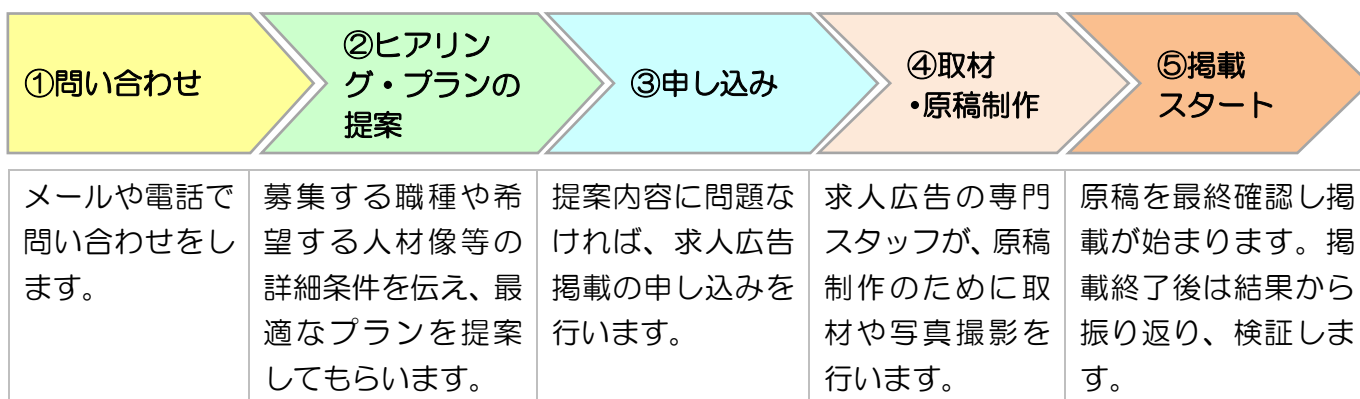 ①問い合わせ
②ヒアリン
グ・プランの
提案
③申し込み
④取材
・原稿制作
⑤掲載
スタート
メールや電話で
問い合わせをし
ます。
募集する職種や希
望する人材像等の
詳細条件を伝え、最
適なプランを提案
してもらいます。
提案内容に問題な
ければ、求人広告
掲載の申し込みを
行います。
求人広告の専門
スタッフが、原稿
制作のために取
材や写真撮影を
行います。
原稿を最終確認し掲
載が始まります。掲
載終了後は結果から
振り返り、検証しま
す。